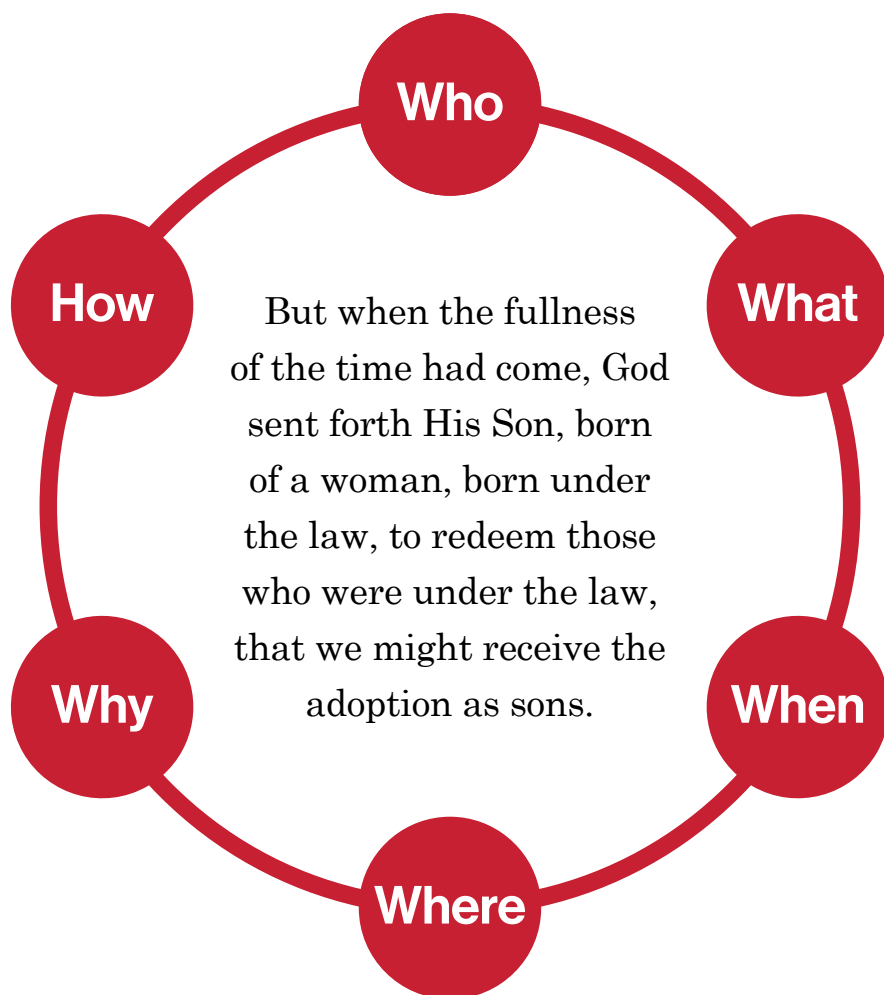 Who
How
What
But when the fullness
of the time had come, God
sent forth His Son, born
of a woman, born under
the law, to redeem those
who were under the law,
that we might receive the
adoption as sons.
Why
When
Where